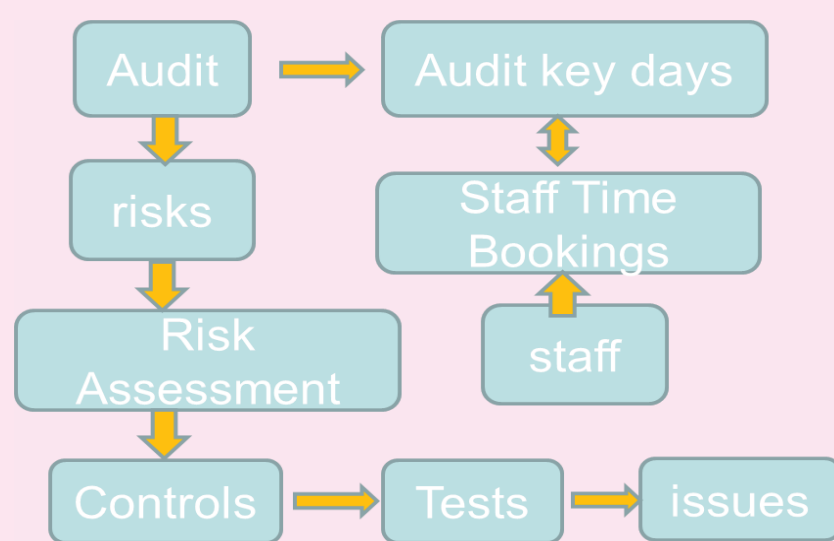 Audit
Audit key days
risks
Staff Time
Bookings
Risk
Assessment
staff
Controls
Tests
issues